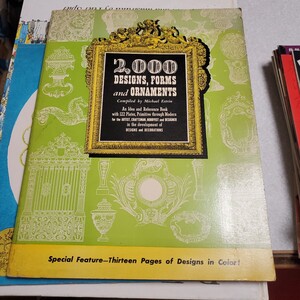 2,000
DESIGNS, FORMS
and ORNAMENTS
Compiled by Michael Estrin
An Idea and Reference Book
with 122 Plates, Primitive through Modern
for the ARTIST, CRAFTSMAN, HOBBYIST and DESIGNER
in the development of
DESIGNS and DECORATIONS
Special Feature—Thirteen Pages of Designs in Color!